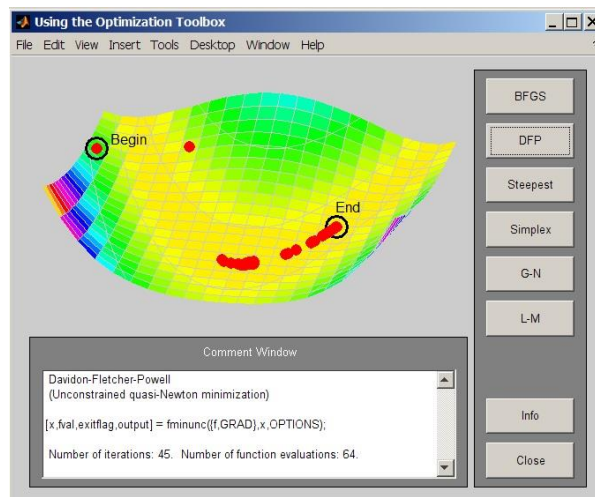 Using the Optimization Toolbox
File Edit View Insert Tools Desktop Window Help
Begin
End
BFGS
DFP
Steepest
Simplex
G-N
L-M
Info
Close
Comment Window
Davidon-Fletcher-Powell
(Unconstrained quasi-Newton minimization)
[x,fval,exitflag,output] = fminunc({f,GRAD},x,OPTIONS);
Number of iterations: 45. Number of function evaluations: 64.